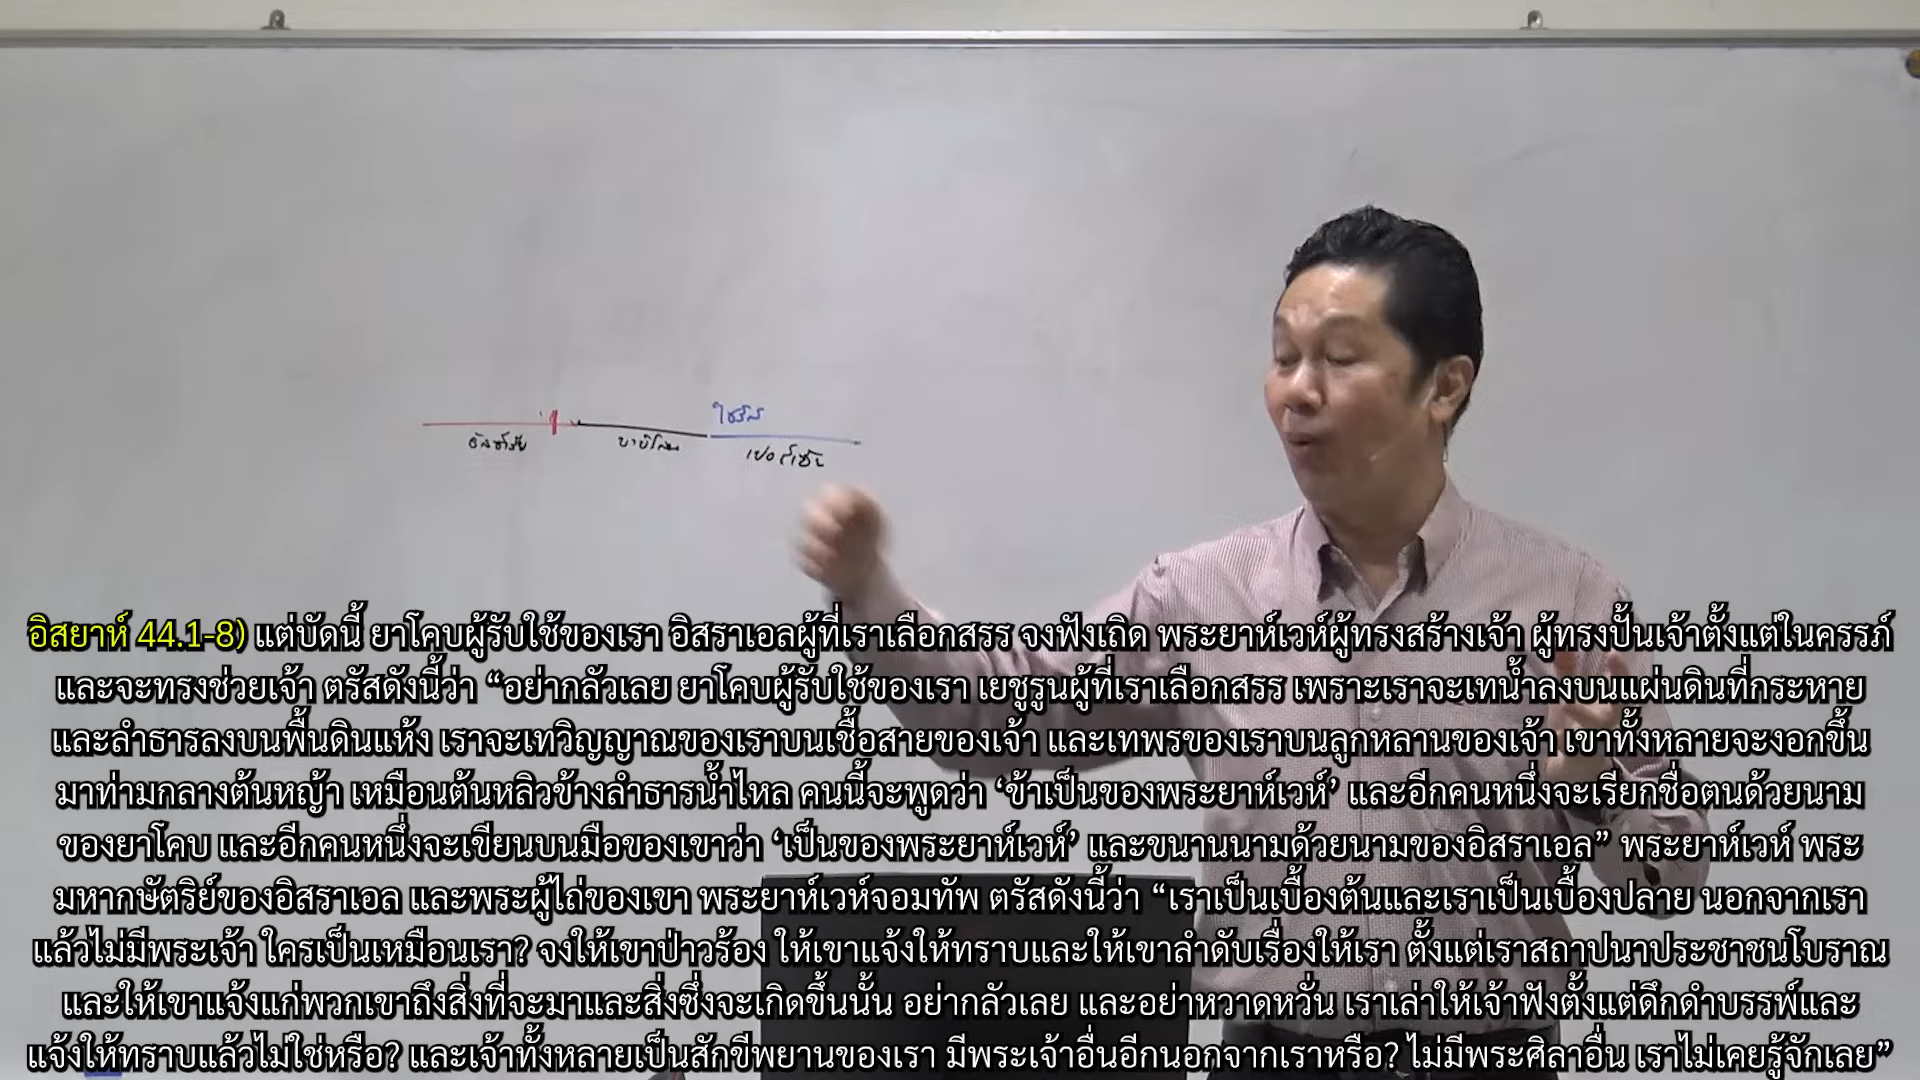 ไซรัส
อัสซีเรีย
บาบิโลน
เปอร์เซีย
อิสยาห์ 44.1-8) แต่บัดนี้ ยาโคบผู้รับใช้ของเรา อิสราเอลผู้ที่เราเลือกสรร จงฟังเถิด พระยาห์เวห์ผู้ทรงสร้างเจ้า ผู้ทรงปั้นเจ้าตั้งแต่ในครรภ์
และจะทรงช่วยเจ้า ตรัสดังนี้ว่า “อย่ากลัวเลย ยาโคบผู้รับใช้ของเรา เยชูรูนผู้ที่เราเลือกสรร เพราะเราจะเทน้ำลงบนแผ่นดินที่กระหาย
และลำธารลงบนพื้นดินแห้ง เราจะเทวิญญาณของเราบนเชื้อสายของเจ้า และเทพรของเราบนลูกหลานของเจ้า เขาทั้งหลายจะงอกขึ้น
มาท่ามกลางต้นหญ้า เหมือนต้นหลิวข้างลำธารน้ำไหล คนนี้จะพูดว่า ‘ข้าเป็นของพระยาห์เวห์’ และอีกคนหนึ่งจะเรียกชื่อตนด้วยนาม
ของยาโคบ และอีกคนหนึ่งจะเขียนบนมือของเขาว่า ‘เป็นของพระยาห์เวห์’ และขนานนามด้วยนามของอิสราเอล” พระยาห์เวห์ พระ
มหากษัตริย์ของอิสราเอล และพระผู้ไถ่ของเขา พระยาห์เวห์จอมทัพ ตรัสดังนี้ว่า “เราเป็นเบื้องต้นและเราเป็นเบื้องปลาย นอกจากเรา
แล้วไม่มีพระเจ้า ใครเป็นเหมือนเรา? จงให้เขาป่าวร้อง ให้เขาแจ้งให้ทราบและให้เขาลำดับเรื่องให้เรา ตั้งแต่เราสถาปนาประชาชนโบราณ
และให้เขาแจ้งแก่พวกเขาถึงสิ่งที่จะมาและสิ่งซึ่งจะเกิดขึ้นนั้น อย่ากลัวเลย และอย่าหวาดหวั่น เราเล่าให้เจ้าฟังตั้งแต่ดึกดำบรรพ์และ
แจ้งให้ทราบแล้วไม่ใช่หรือ? และเจ้าทั้งหลายเป็นสักขีพยานของเรา มีพระเจ้าอื่นอีกนอกจากเราหรือ? ไม่มีพระศิลาอื่น เราไม่เคยรู้จักเลย”